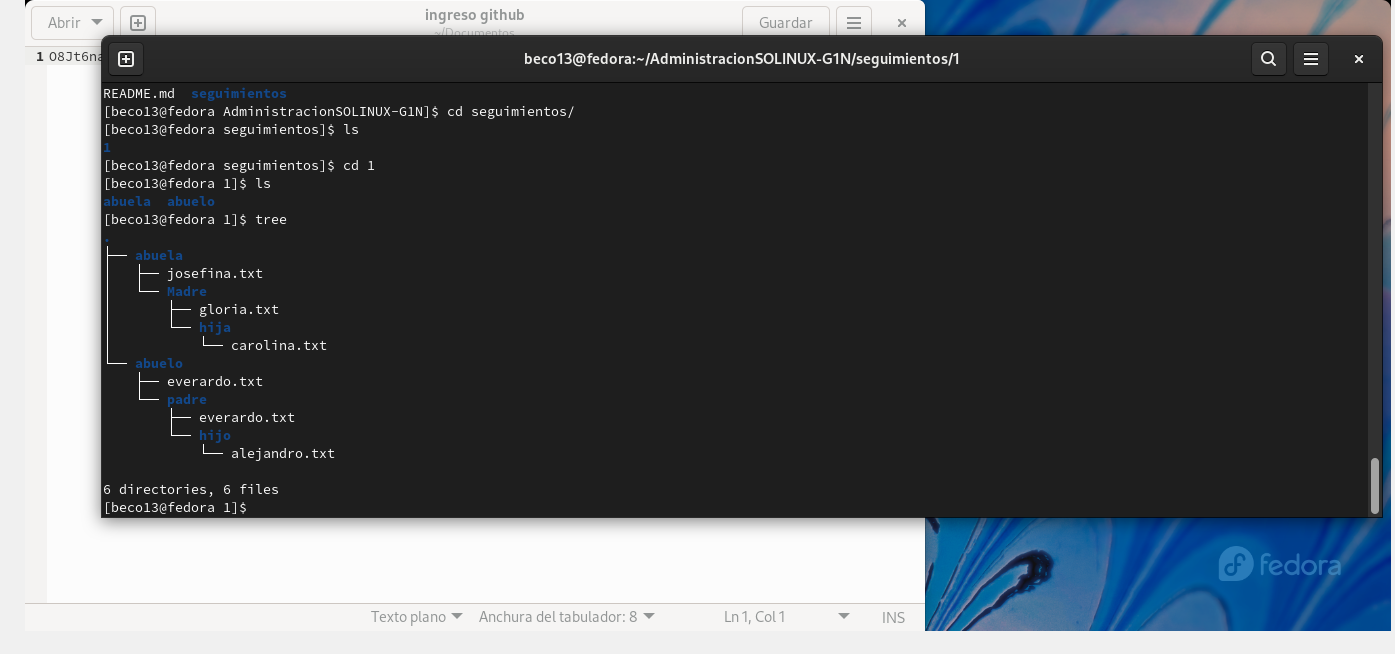 Abrir
ingreso github
Guardar
~/Documentos
1 O8Jt6na
beco13@fedora:~/AdministracionSOLINUX-G1N/seguimientos/1
README.md  seguimientos
[beco13@fedora AdministracionSOLINUX-G1N]$ cd seguimientos/
[beco13@fedora seguimientos]$ ls
1
[beco13@fedora seguimientos]$ cd 1
[beco13@fedora 1]$ ls
abuela  abuelo
[beco13@fedora 1]$ tree
.
├── abuela
│   ├── josefina.txt
│   └── Madre
│       ├── gloria.txt
│       └── hija
│           └── carolina.txt
└── abuelo
    ├── everardo.txt
    └── padre
        ├── everardo.txt
        └── hijo
            └── alejandro.txt
6 directories, 6 files
[beco13@fedora 1]$
fedora
Texto plano Anchura del tabulador: 8 Ln 1, Col 1 INS